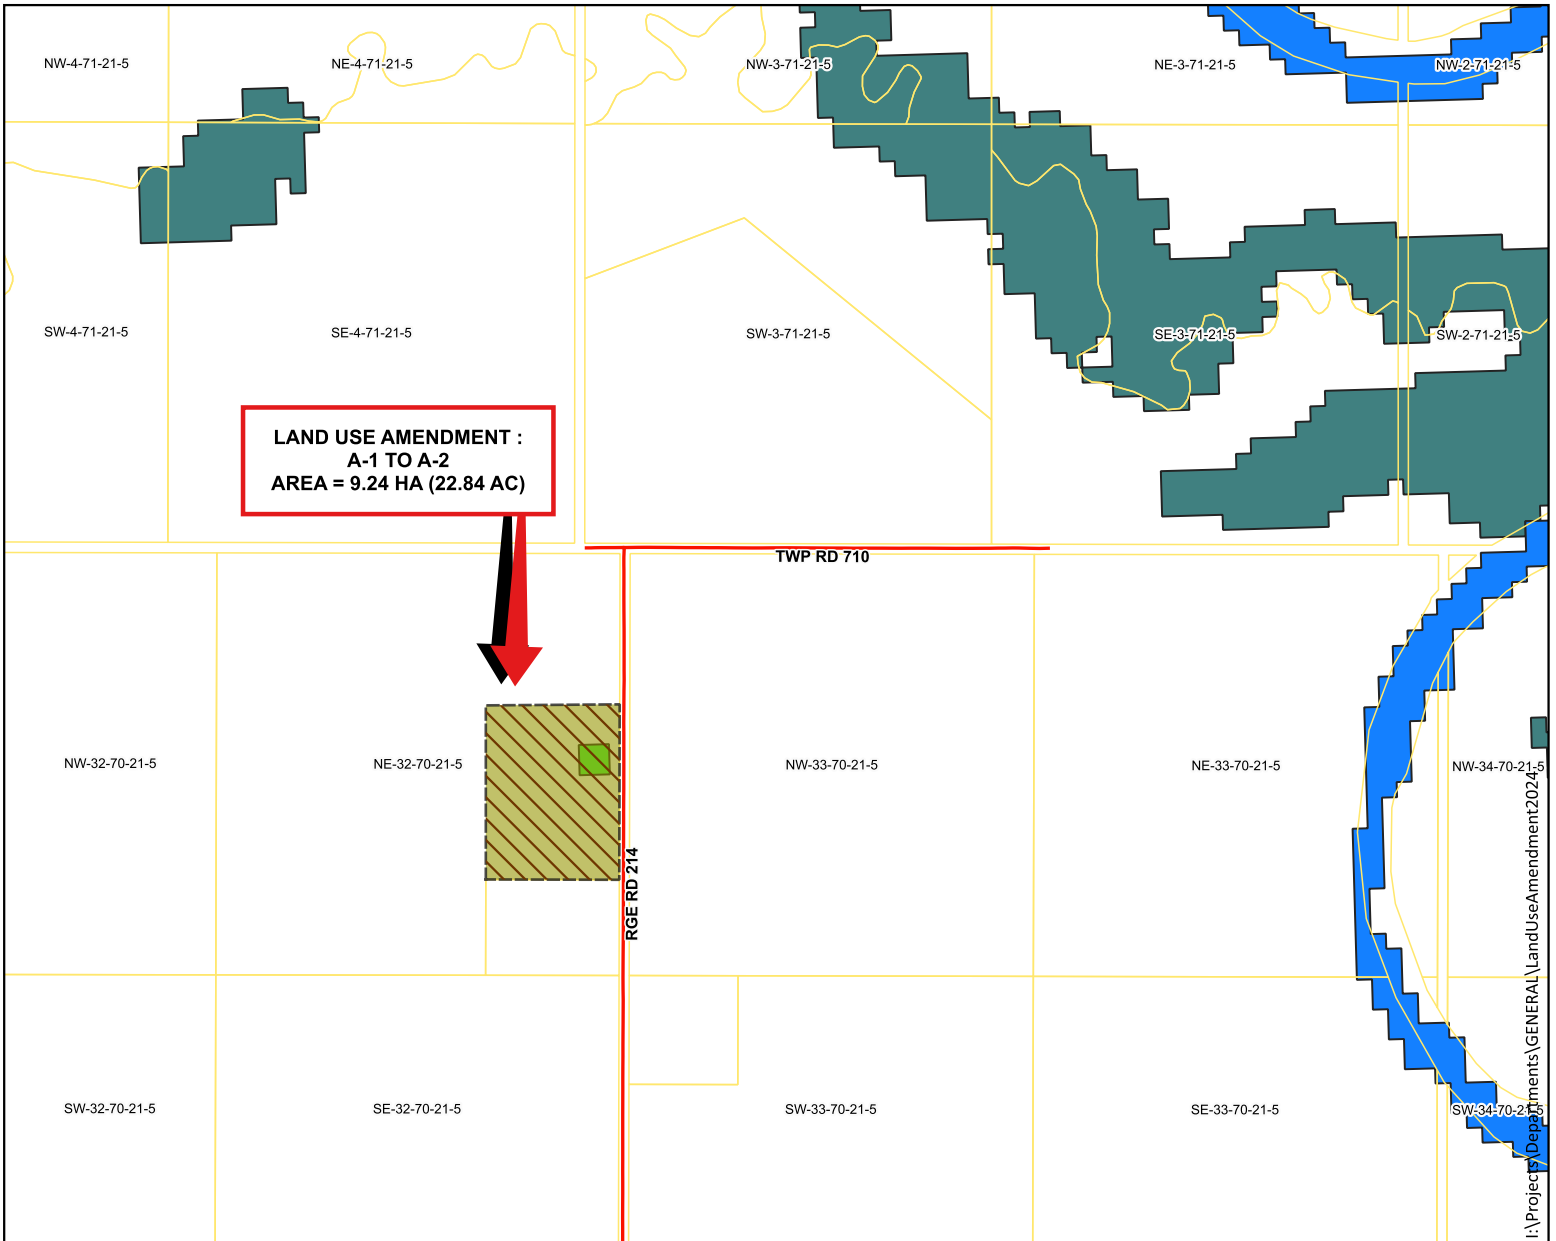 NW-4-71-21-5
NE-4-71-21-5
NW-3-71-21-5
NE-3-71-21-5
NW-2-71-21-5
SW-4-71-21-5
SE-4-71-21-5
SW-3-71-21-5
SE-3-71-21-5
SW-2-71-21-5
LAND USE AMENDMENT :
A-1 TO A-2
AREA = 9.24 HA (22.84 AC)
TWP RD 710
NW-32-70-21-5
NE-32-70-21-5
NW-33-70-21-5
NE-33-70-21-5
NW-34-70-21-5
RGE RD 214
SW-32-70-21-5
SE-32-70-21-5
SW-33-70-21-5
SE-33-70-21-5
SW-34-70-21-5
I:\Projects\Departments\GENERAL\LandUseAmendment2024